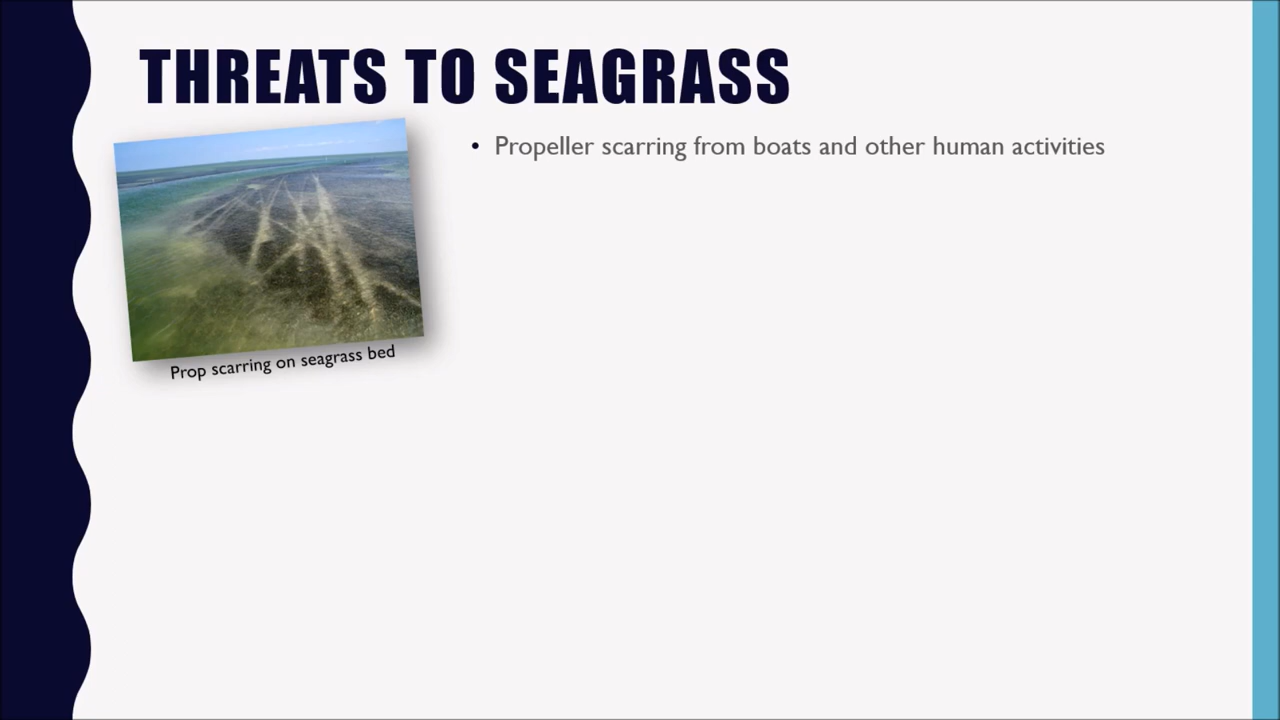 THREATS TO SEAGRASS
• Propeller scarring from boats and other human activities
Prop scarring on seagrass bed